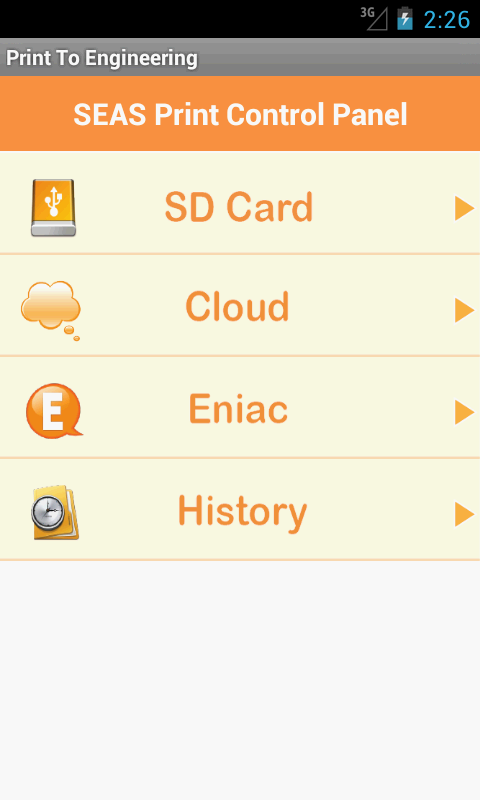 3G 2:26
Print To Engineering
SEAS Print Control Panel
SD Card
Cloud
E Eniac
History